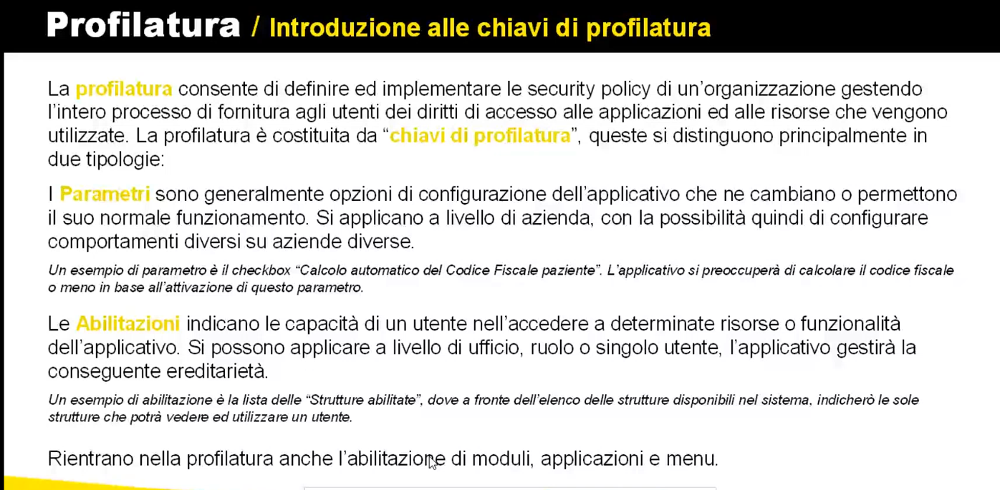 Profilatura / Introduzione alle chiavi di profilatura
La profilatura consente di definire ed implementare le security policy di un'organizzazione gestendo
l'intero processo di fornitura agli utenti dei diritti di accesso alle applicazioni ed alle risorse che vengono
utilizzate. La profilatura è costituita da “chiavi di profilatura”, queste si distinguono principalmente in
due tipologie:
I Parametri sono generalmente opzioni di configurazione dell'applicativo che ne cambiano o permettono
il suo normale funzionamento. Si applicano a livello di azienda, con la possibilità quindi di configurare
comportamenti diversi su aziende diverse.
Un esempio di parametro è il checkbox “Calcolo automatico del Codice Fiscale paziente”. L'applicativo si preoccuperà di calcolare il codice fiscale
o meno in base all'attivazione di questo parametro.
Le Abilitazioni indicano le capacità di un utente nell'accedere a determinate risorse o funzionalità
dell'applicativo. Si possono applicare a livello di ufficio, ruolo o singolo utente, l'applicativo gestirà la
conseguente ereditarietà.
Un esempio di abilitazione è la lista delle “Strutture abilitate”, dove a fronte dell'elenco delle strutture disponibili nel sistema, indicherò le sole
strutture che potrà vedere ed utilizzare un utente.
Rientrano nella profilatura anche l'abilitazione di moduli, applicazioni e menu.